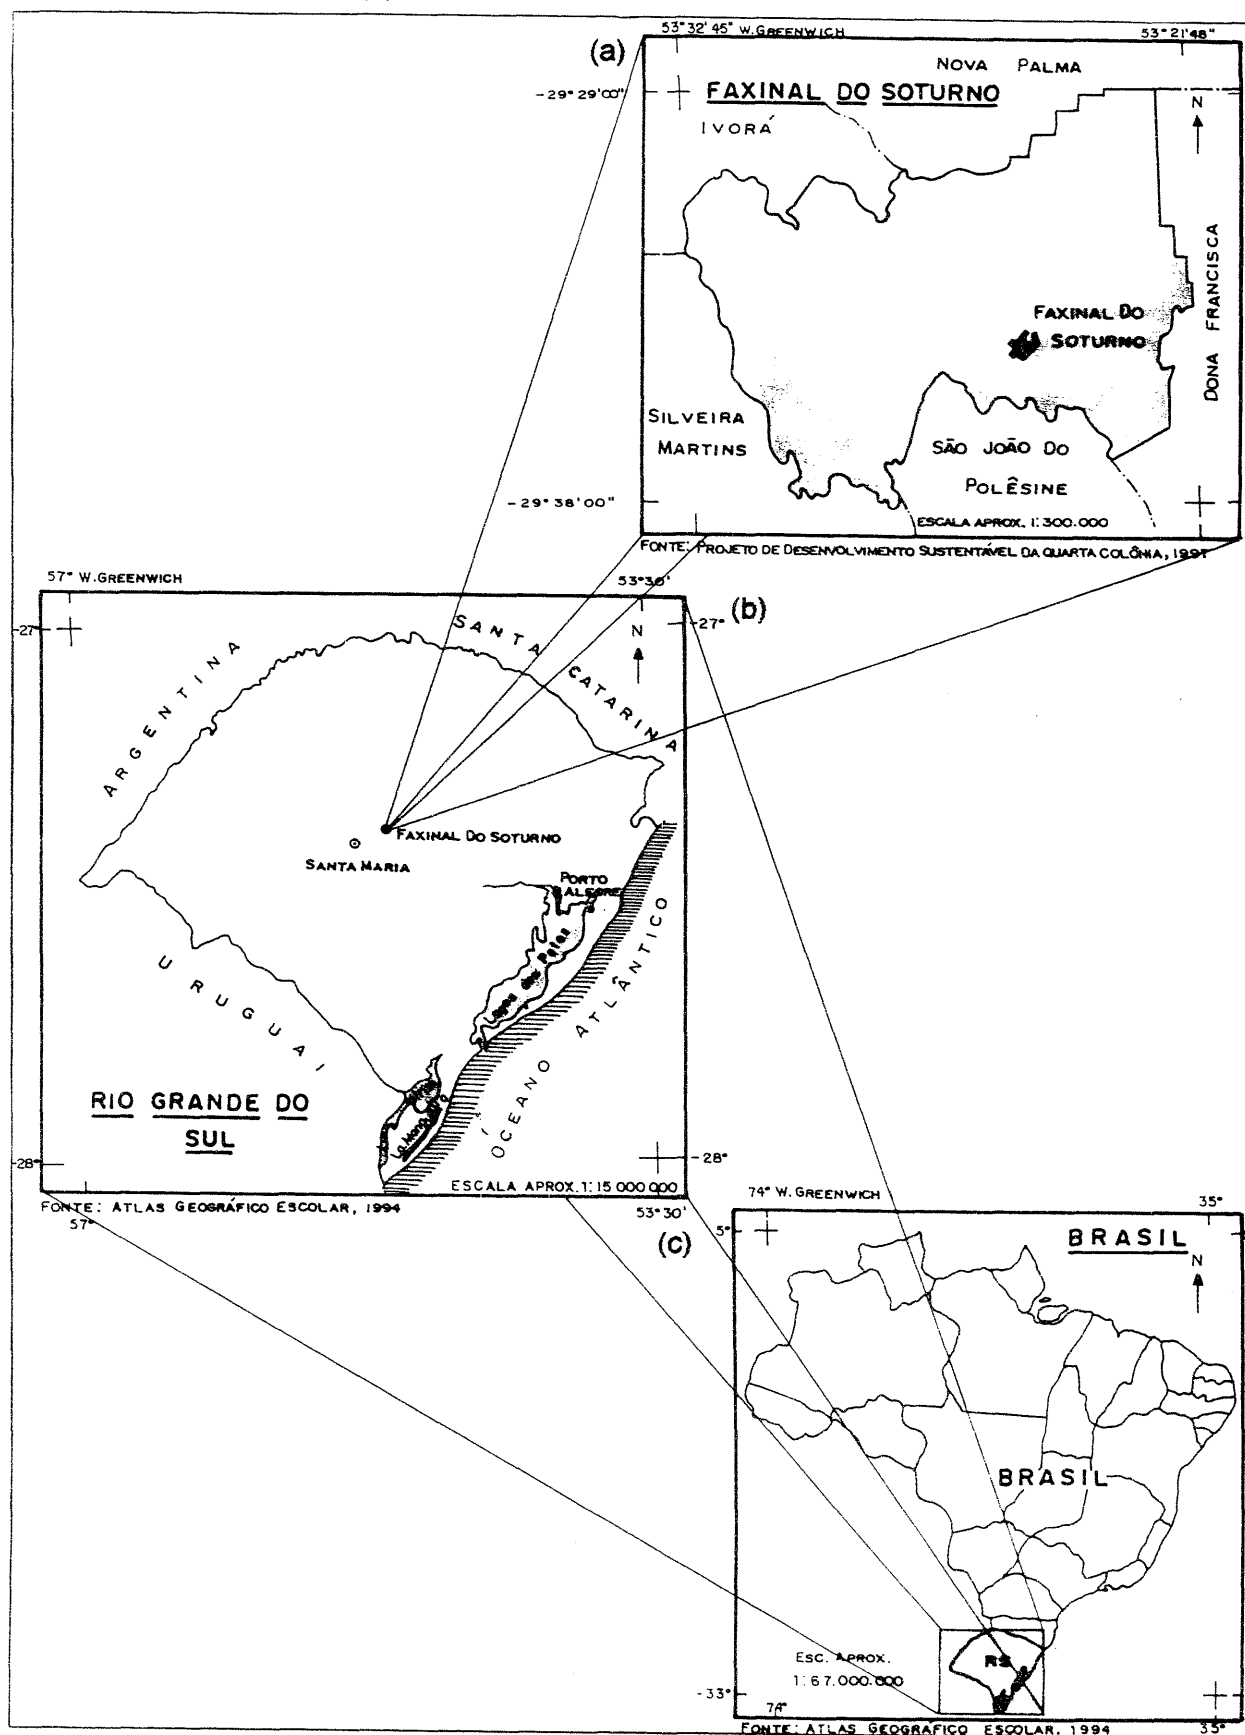 (a)
53° 32' 45" W. GREENWICH
53° 21' 48"
NOVA PALMA
-29° 29' 00"
FAXINAL DO SOTURNO
N
IVORÁ
DONA FRANCISCA
FAXINAL DO
SOTURNO
SILVEIRA
MARTINS
SÃO JOÃO DO
POLÊSINE
-29° 38' 00"
ESCALA APROX. 1:300.000
FONTE: PROJETO DE DESENVOLVIMENTO SUSTENTÁVEL DA QUARTA COLÔNIA, 1997
57° W. GREENWICH
53° 30'
(b)
-27°
-27°
N
SANTA CATARINA
ARGENTINA
FAXINAL DO SOTURNO
SANTA MARIA
PORTO
ALEGRE
Lagoa dos Patos
OCEANO ATLÂNTICO
URUGUAI
RIO GRANDE DO
SUL
-28°
-28°
ESCALA APROX. 1:15 000 000
FONTE: ATLAS GEOGRÁFICO ESCOLAR, 1994
57°
53° 30'
(c)
74° W. GREENWICH
35°
5°
BRASIL
N
BRASIL
RS
ESC. APROX.
1:67.000.000
-33°
74°
35°
FONTE: ATLAS GEOGRÁFICO ESCOLAR, 1994